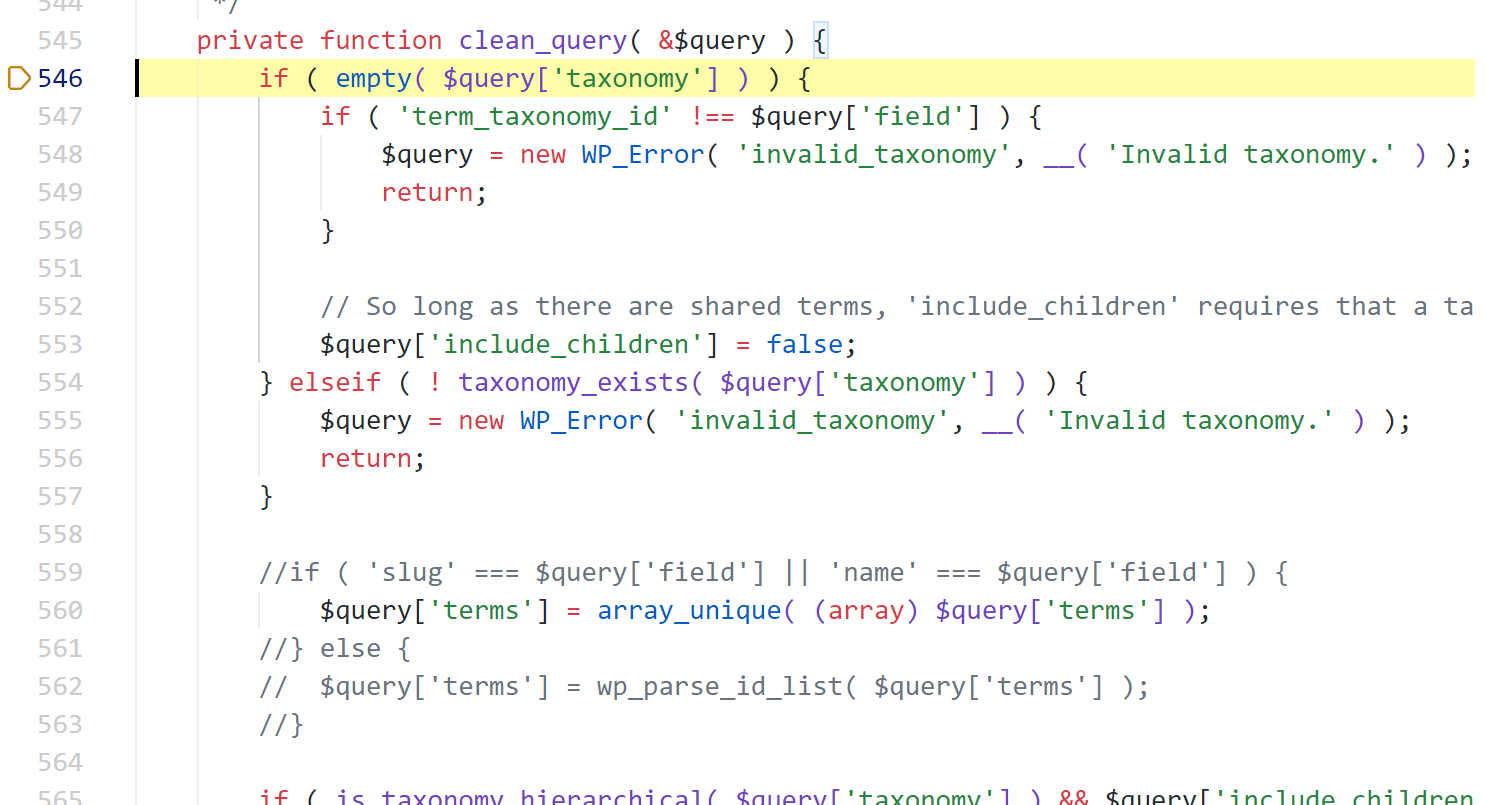 544 */
545 private function clean_query( &$query ) {
546 if ( empty( $query['taxonomy'] ) ) {
547 if ( 'term_taxonomy_id' !== $query['field'] ) {
548 $query = new WP_Error( 'invalid_taxonomy', __( 'Invalid taxonomy.' ) );
549 return;
550 }
551
552 // So long as there are shared terms, 'include_children' requires that a ta
553 $query['include_children'] = false;
554 } elseif ( ! taxonomy_exists( $query['taxonomy'] ) ) {
555 $query = new WP_Error( 'invalid_taxonomy', __( 'Invalid taxonomy.' ) );
556 return;
557 }
558
559 //if ( 'slug' === $query['field'] || 'name' === $query['field'] ) {
560 $query['terms'] = array_unique( (array) $query['terms'] );
561 //} else {
562 // $query['terms'] = wp_parse_id_list( $query['terms'] );
563 //}
564
565 if ( is_taxonomy_hierarchical( $query['taxonomy'] ) && $query['include_children